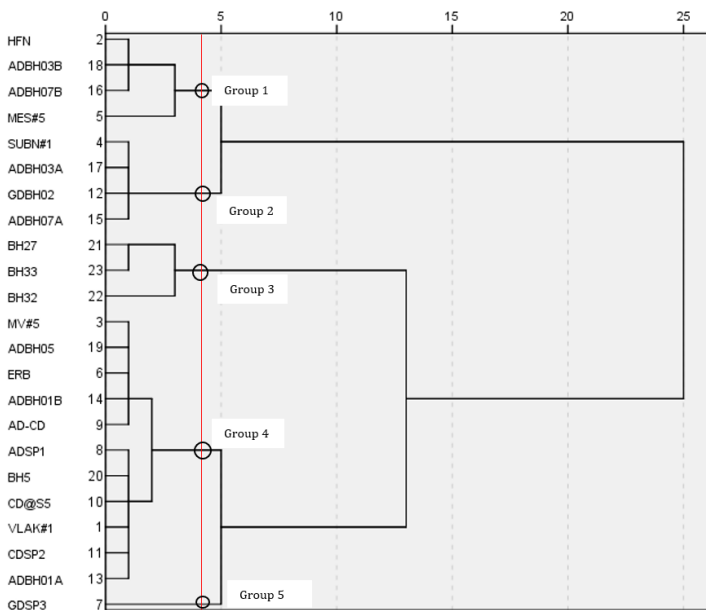 0 5 10 15 20 25
HFN 2
ADBH03B 18
ADBH07B 16
Group 1
MES#5 5
SUBN#1 4
ADBH03A 17
GDBH02 12
Group 2
ADBH07A 15
BH27 21
BH33 23
Group 3
BH32 22
MV#5 3
ADBH05 19
ERB 6
ADBH01B 14
AD-CD 9
Group 4
ADSP1 8
BH5 20
CD@S5 10
VLAK#1 1
CDSP2 11
ADBH01A 13
Group 5
GDSP3 7